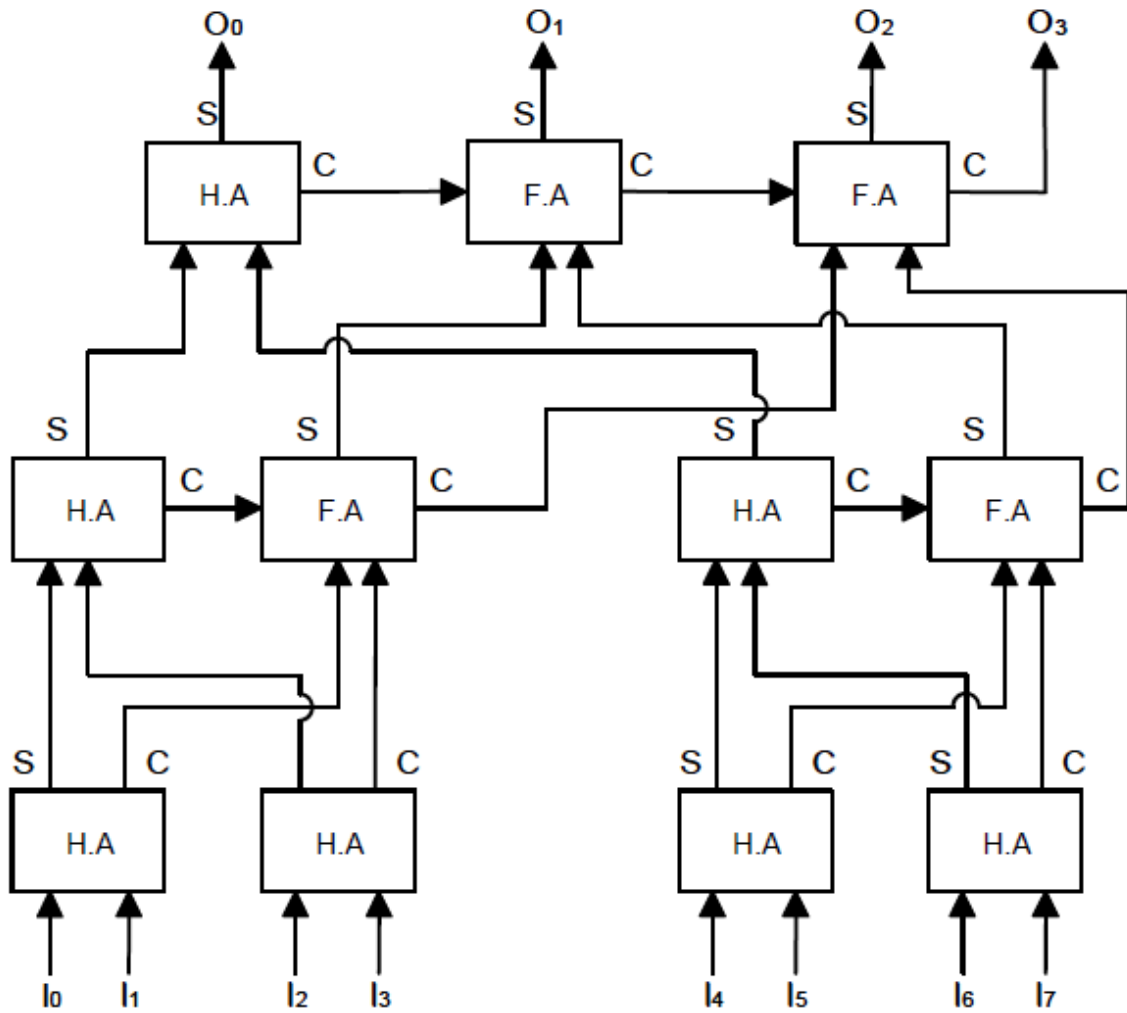 O₀ O₁ O₂ O₃
S S S
C C C
H.A F.A F.A
S S S S
C C C C
H.A F.A H.A F.A
S C C S C S C
H.A H.A H.A H.A
I₀ I₁ I₂ I₃ I₄ I₅ I₆ I₇